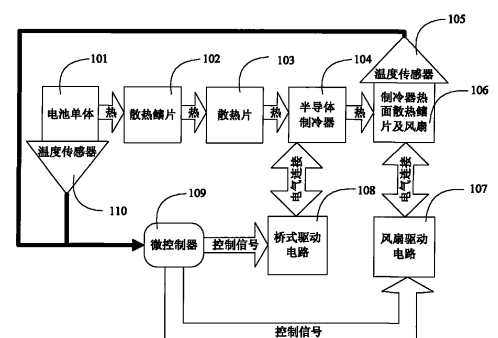 105
101
102
103
104
温度传感器
106
电池单体
热
散热鳍片
热
散热片
热
半导体
制冷器
热
制冷器热
面散热鳍
片及风扇
温度传感器
电气连接
电气连接
110
109
108
107
微控制器
控制信号
桥式驱动
电路
风扇驱动
电路
控制信号